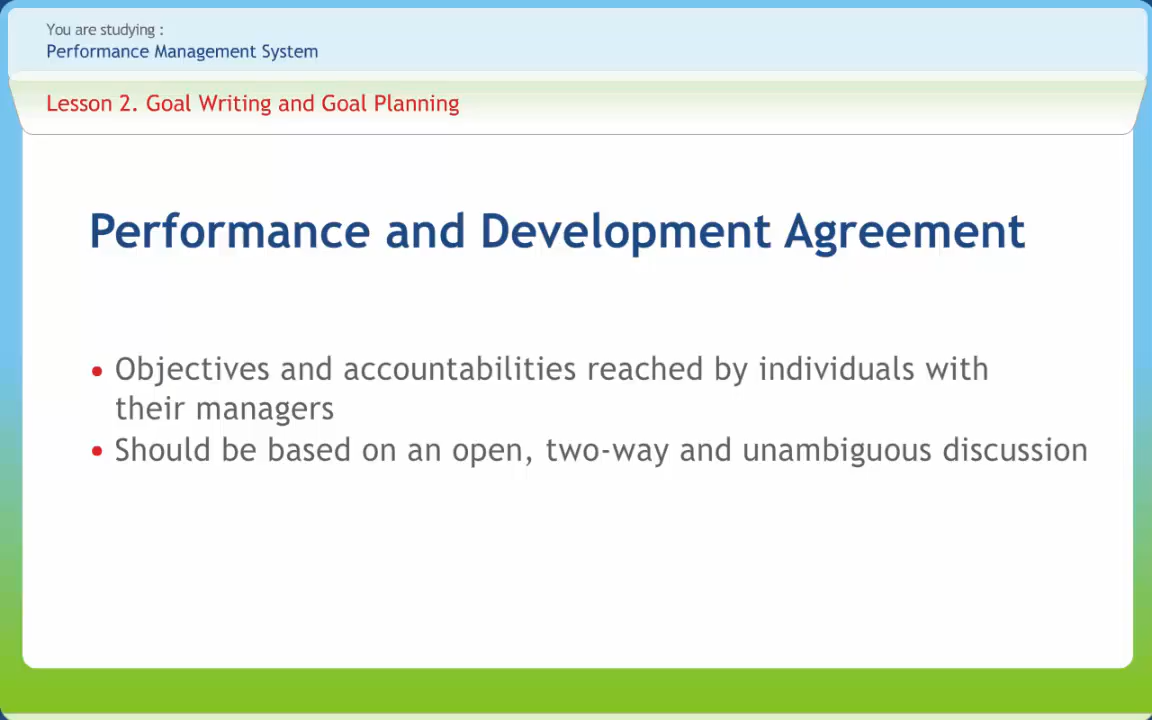 You are studying :
Performance Management System
Lesson 2. Goal Writing and Goal Planning
Performance and Development Agreement
• Objectives and accountabilities reached by individuals with
their managers
• Should be based on an open, two-way and unambiguous discussion